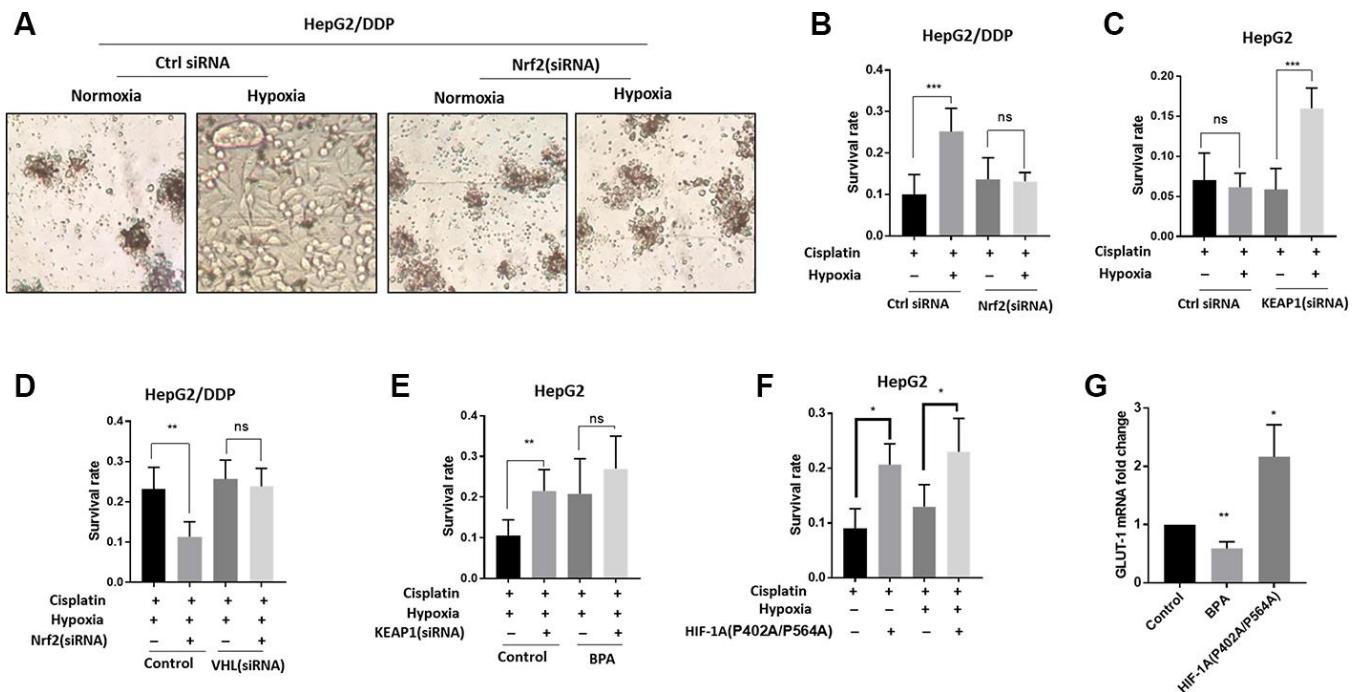 A
HepG2/DDP
Ctrl siRNA
Nrf2(siRNA)
Normoxia
Hypoxia
Normoxia
Hypoxia
B
HepG2/DDP
Survival rate
0.4
0.3
0.2
0.1
0.0
***
ns
Cisplatin + + + +
Hypoxia – + – +
Ctrl siRNA Nrf2(siRNA)
C
HepG2
Survival rate
0.20
0.15
0.10
0.05
0.00
ns
***
Cisplatin + + + +
Hypoxia – + – +
Ctrl siRNA KEAP1(siRNA)
D
HepG2/DDP
Survival rate
0.4
0.3
0.2
0.1
0.0
**
ns
Cisplatin + + + +
Hypoxia + + + +
Nrf2(siRNA) – + – +
Control VHL(siRNA)
E
HepG2
Survival rate
0.4
0.3
0.2
0.1
0.0
**
ns
Cisplatin + + + +
Hypoxia + + + +
KEAP1(siRNA) – + – +
Control BPA
F
HepG2
Survival rate
0.3
0.2
0.1
0.0
*
*
Cisplatin + + + +
Hypoxia – – + +
HIF-1A(P402A/P564A) – + – +
G
GLUT-1 mRNA fold change
3
2
1
0
**
*
Control
BPA
HIF-1A(P402A/P564A)